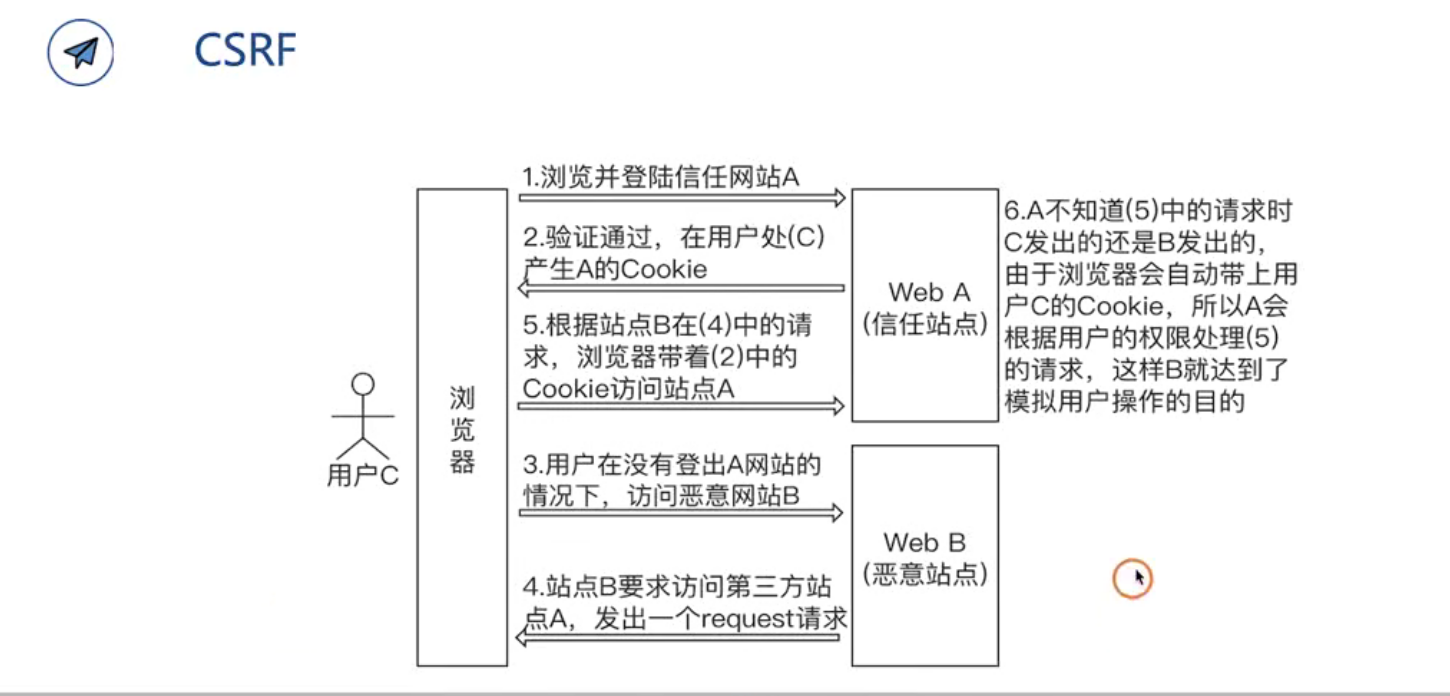 CSRF
1.浏览并登陆信任网站A
2.验证通过，在用户处(C)
产生A的Cookie
5.根据站点B在(4)中的请
求，浏览器带着(2)中的
Cookie访问站点A
3.用户在没有登出A网站的
情况下，访问恶意网站B
4.站点B要求访问第三方站
点A，发出一个request请求
用户C
浏
览
器
Web A
(信任站点)
Web B
(恶意站点)
6.A不知道(5)中的请求时
C发出的还是B发出的，
由于浏览器会自动带上用
户C的Cookie，所以A会
根据用户的权限处理(5)
的请求，这样B就达到了
模拟用户操作的目的